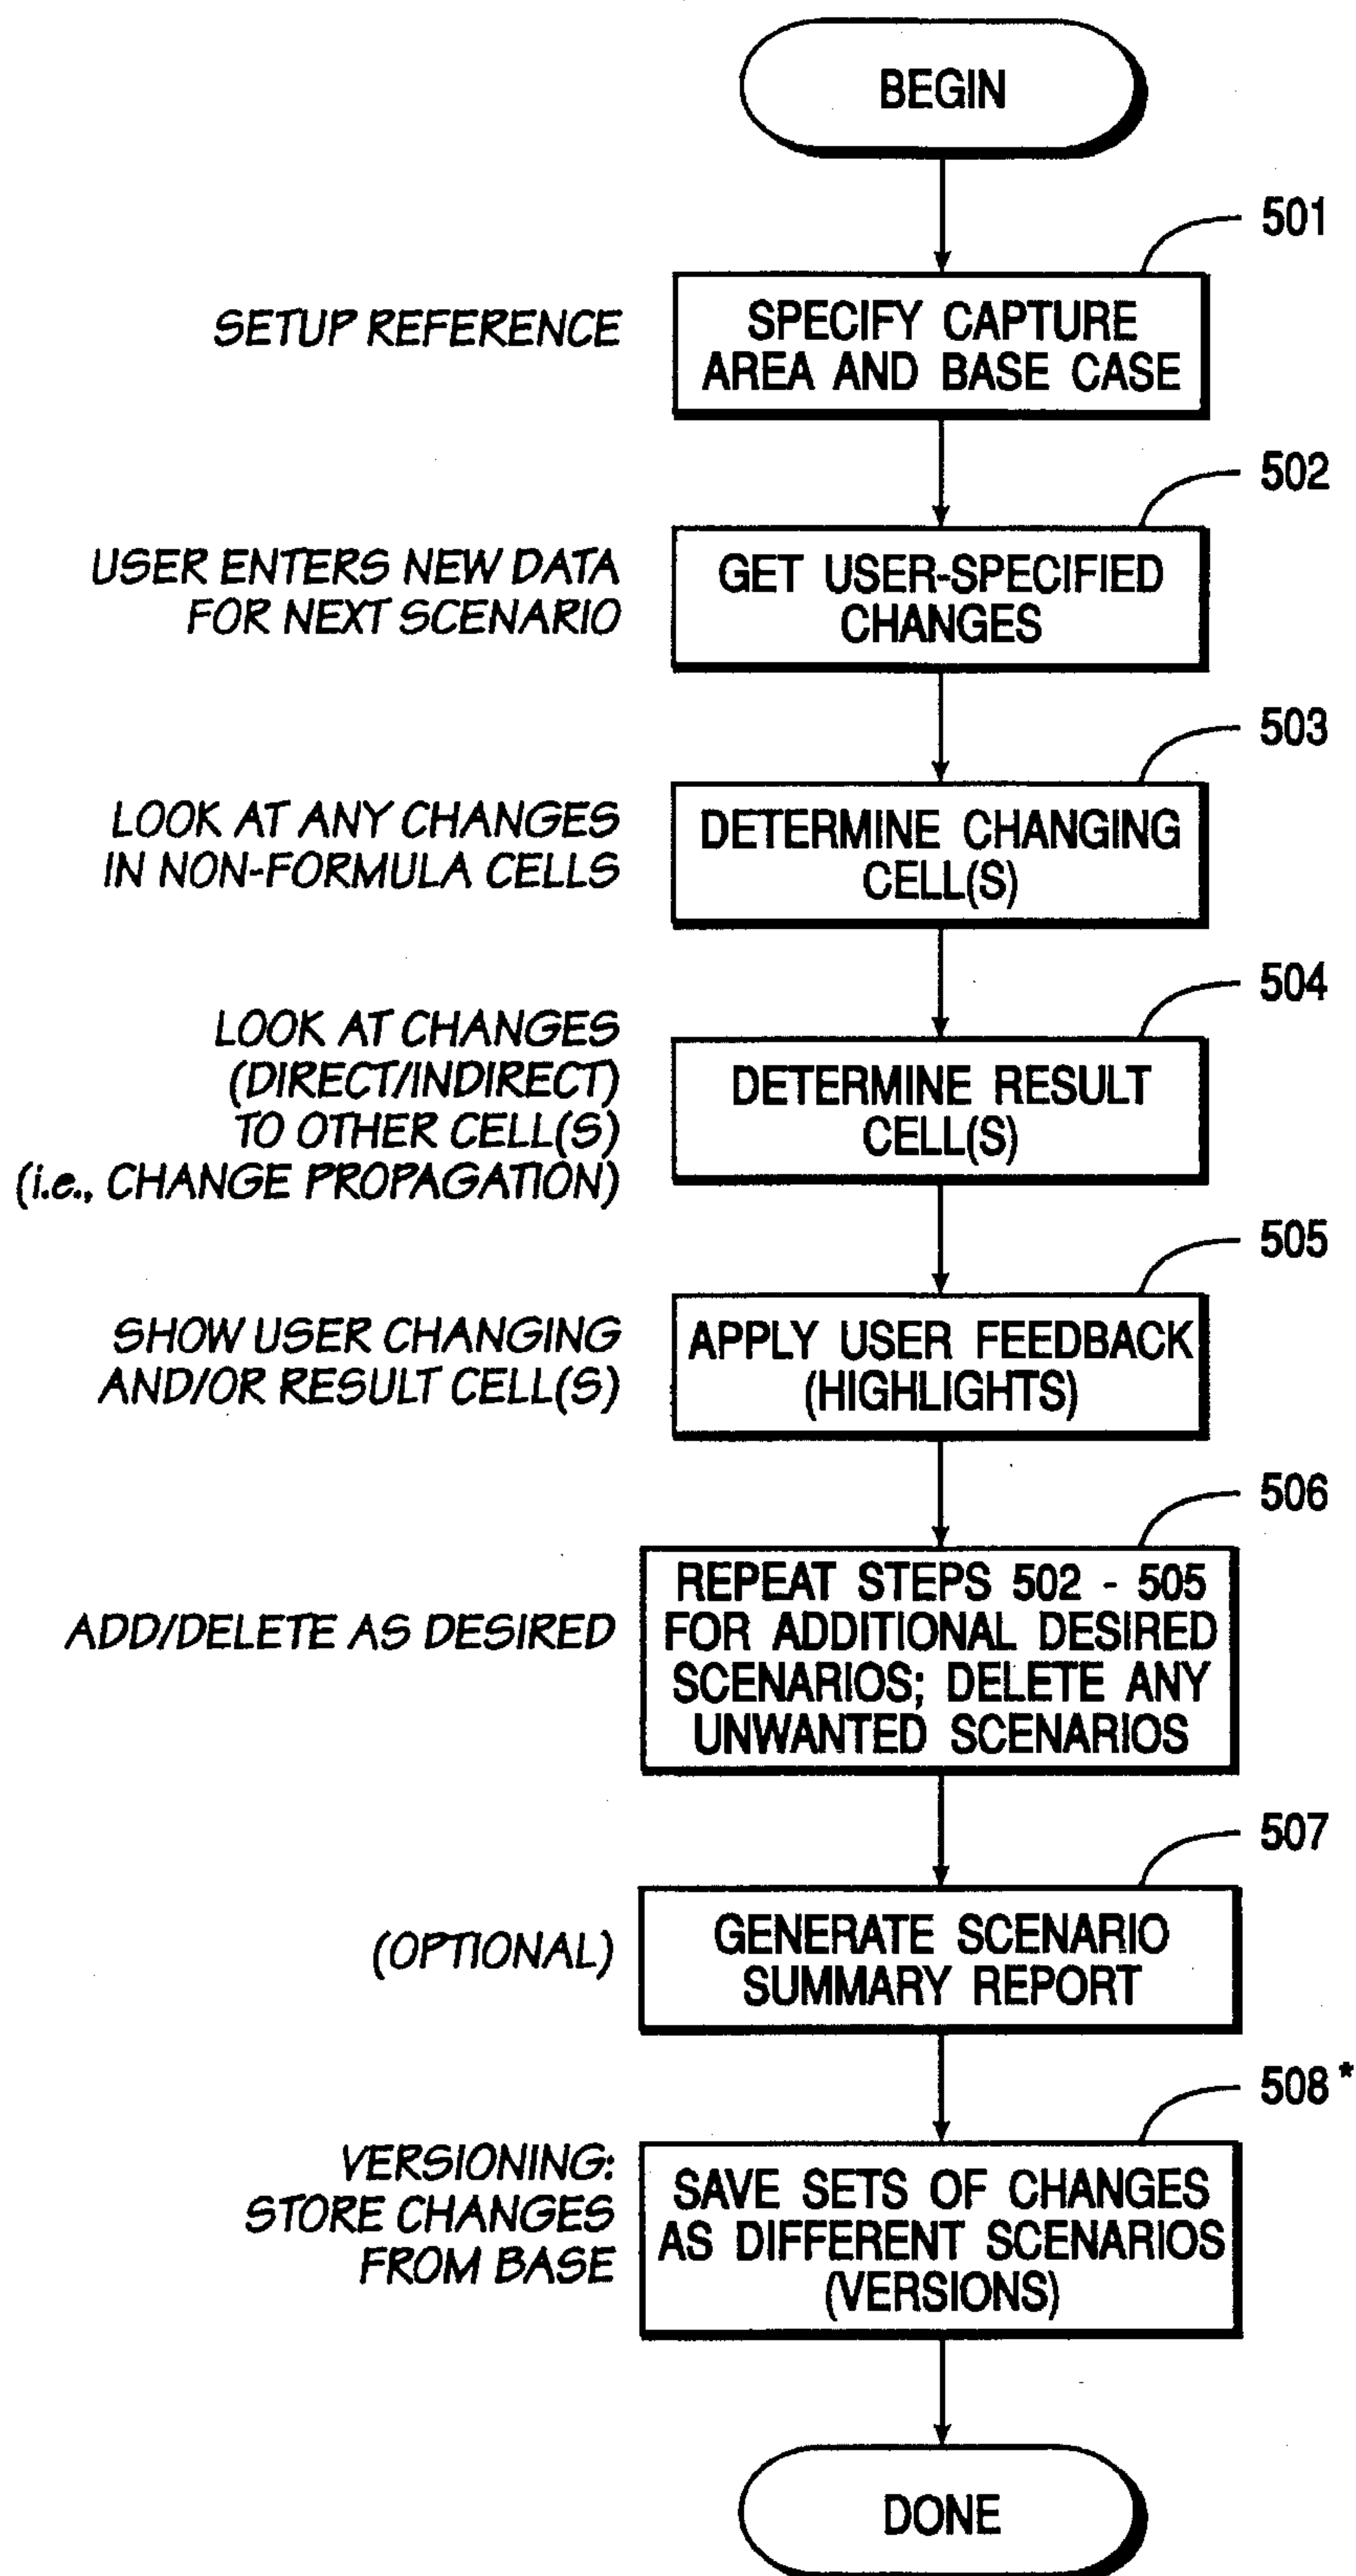 BEGIN
501
SETUP REFERENCE
SPECIFY CAPTURE
AREA AND BASE CASE
502
USER ENTERS NEW DATA
FOR NEXT SCENARIO
GET USER-SPECIFIED
CHANGES
503
LOOK AT ANY CHANGES
IN NON-FORMULA CELLS
DETERMINE CHANGING
CELL(S)
504
LOOK AT CHANGES
(DIRECT/INDIRECT)
TO OTHER CELL(S)
(i.e., CHANGE PROPAGATION)
DETERMINE RESULT
CELL(S)
505
SHOW USER CHANGING
AND/OR RESULT CELL(S)
APPLY USER FEEDBACK
(HIGHLIGHTS)
506
ADD/DELETE AS DESIRED
REPEAT STEPS 502 - 505
FOR ADDITIONAL DESIRED
SCENARIOS; DELETE ANY
UNWANTED SCENARIOS
507
(OPTIONAL)
GENERATE SCENARIO
SUMMARY REPORT
508*
VERSIONING:
STORE CHANGES
FROM BASE
SAVE SETS OF CHANGES
AS DIFFERENT SCENARIOS
(VERSIONS)
DONE